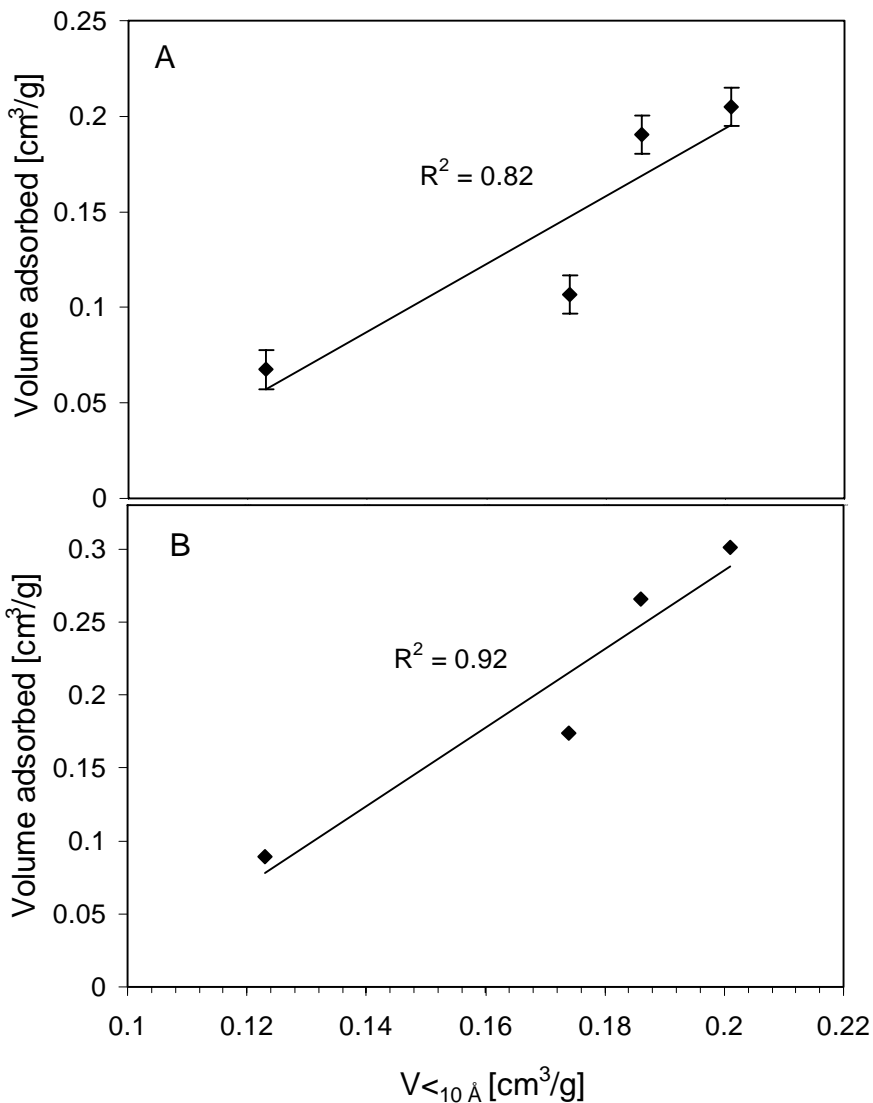 0.25
A
0.2
R² = 0.82
0.15
0.1
0.05
0
Volume adsorbed [cm³/g]
B
0.3
0.25
R² = 0.92
0.2
0.15
0.1
0.05
0
Volume adsorbed [cm³/g]
0.1 0.12 0.14 0.16 0.18 0.2 0.22
V<10 Å [cm³/g]